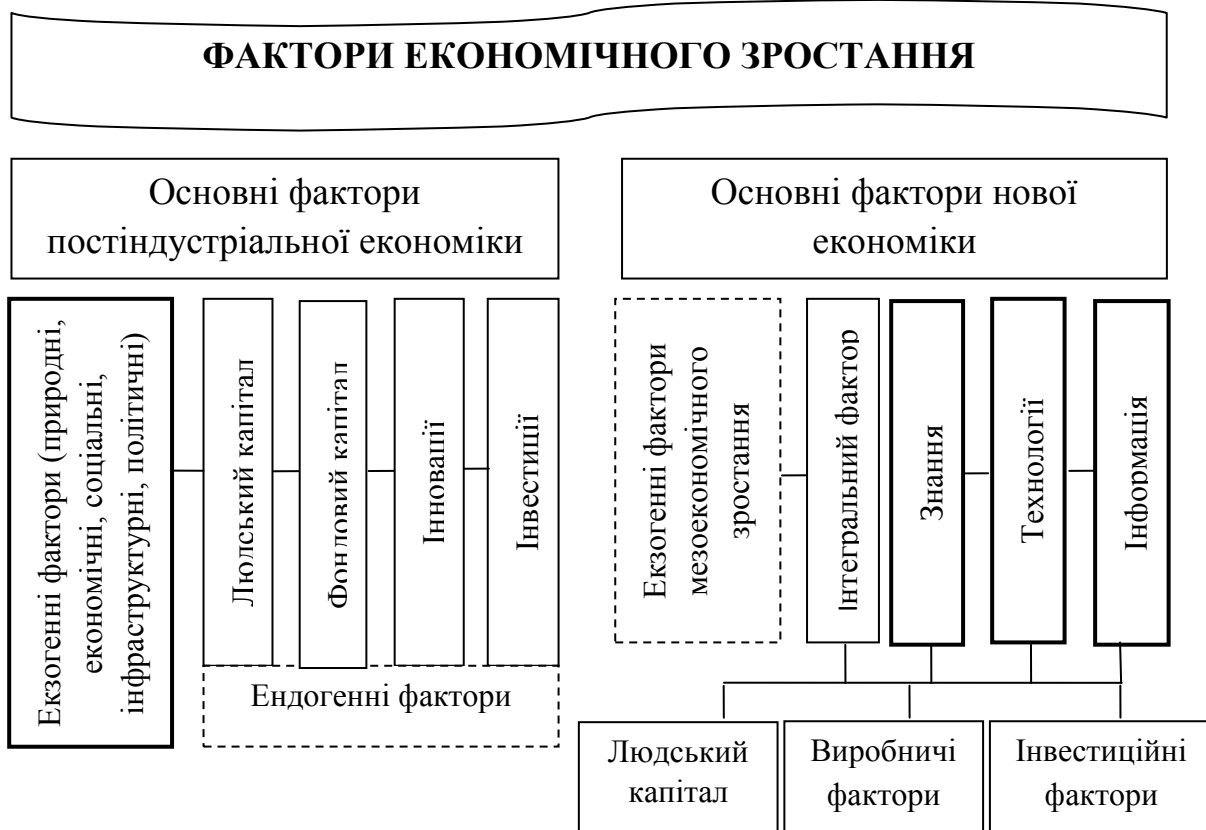 ФАКТОРИ ЕКОНОМІЧНОГО ЗРОСТАННЯ
Основні фактори
постіндустріальної економіки
Основні фактори нової
економіки
Екзогенні фактори (природні,
економічні, соціальні,
інфраструктурні, політичні)
Людський капітал
Фондовий капітал
Інновації
Інвестиції
Ендогенні фактори
Екзогенні фактори
мезоекономічного
зростання
Інтегральний фактор
Знання
Технології
Інформація
Людський
капітал
Виробничі
фактори
Інвестиційні
фактори